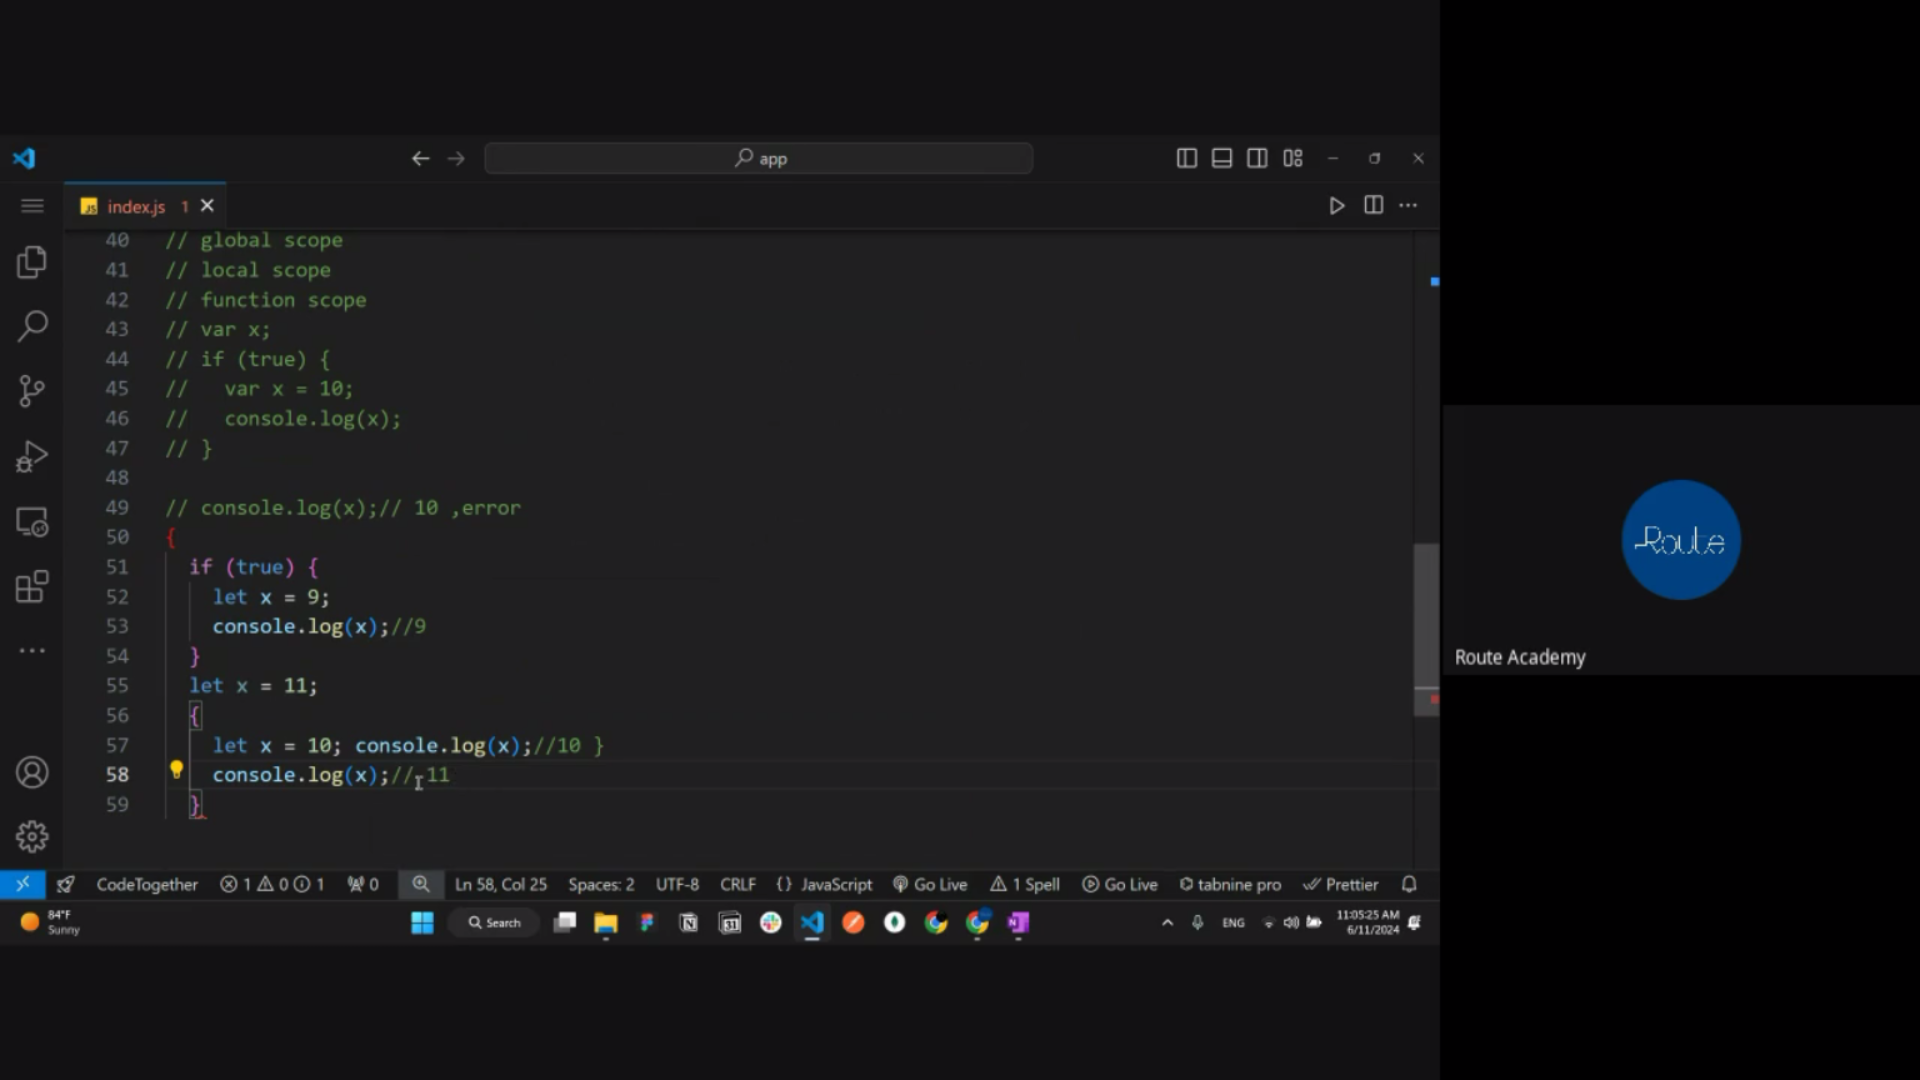 app
index.js 1
40 // global scope
41 // local scope
42 // function scope
43 // var x;
44 // if (true) {
45 //   var x = 10;
46 //   console.log(x);
47 // }
48
49 // console.log(x);// 10 ,error
50 {
51   if (true) {
52     let x = 9;
53     console.log(x);//9
54   }
55   let x = 11;
56   {
57     let x = 10; console.log(x);//10 }
58     console.log(x);// 11
59   }
CodeTogether 1 0 1 0 Ln 58, Col 25 Spaces: 2 UTF-8 CRLF {} JavaScript Go Live 1 Spell Go Live tabnine pro Prettier
84°F
Sunny
Search
31
ENG
11:05:25 AM
6/11/2024
Route
Route Academy